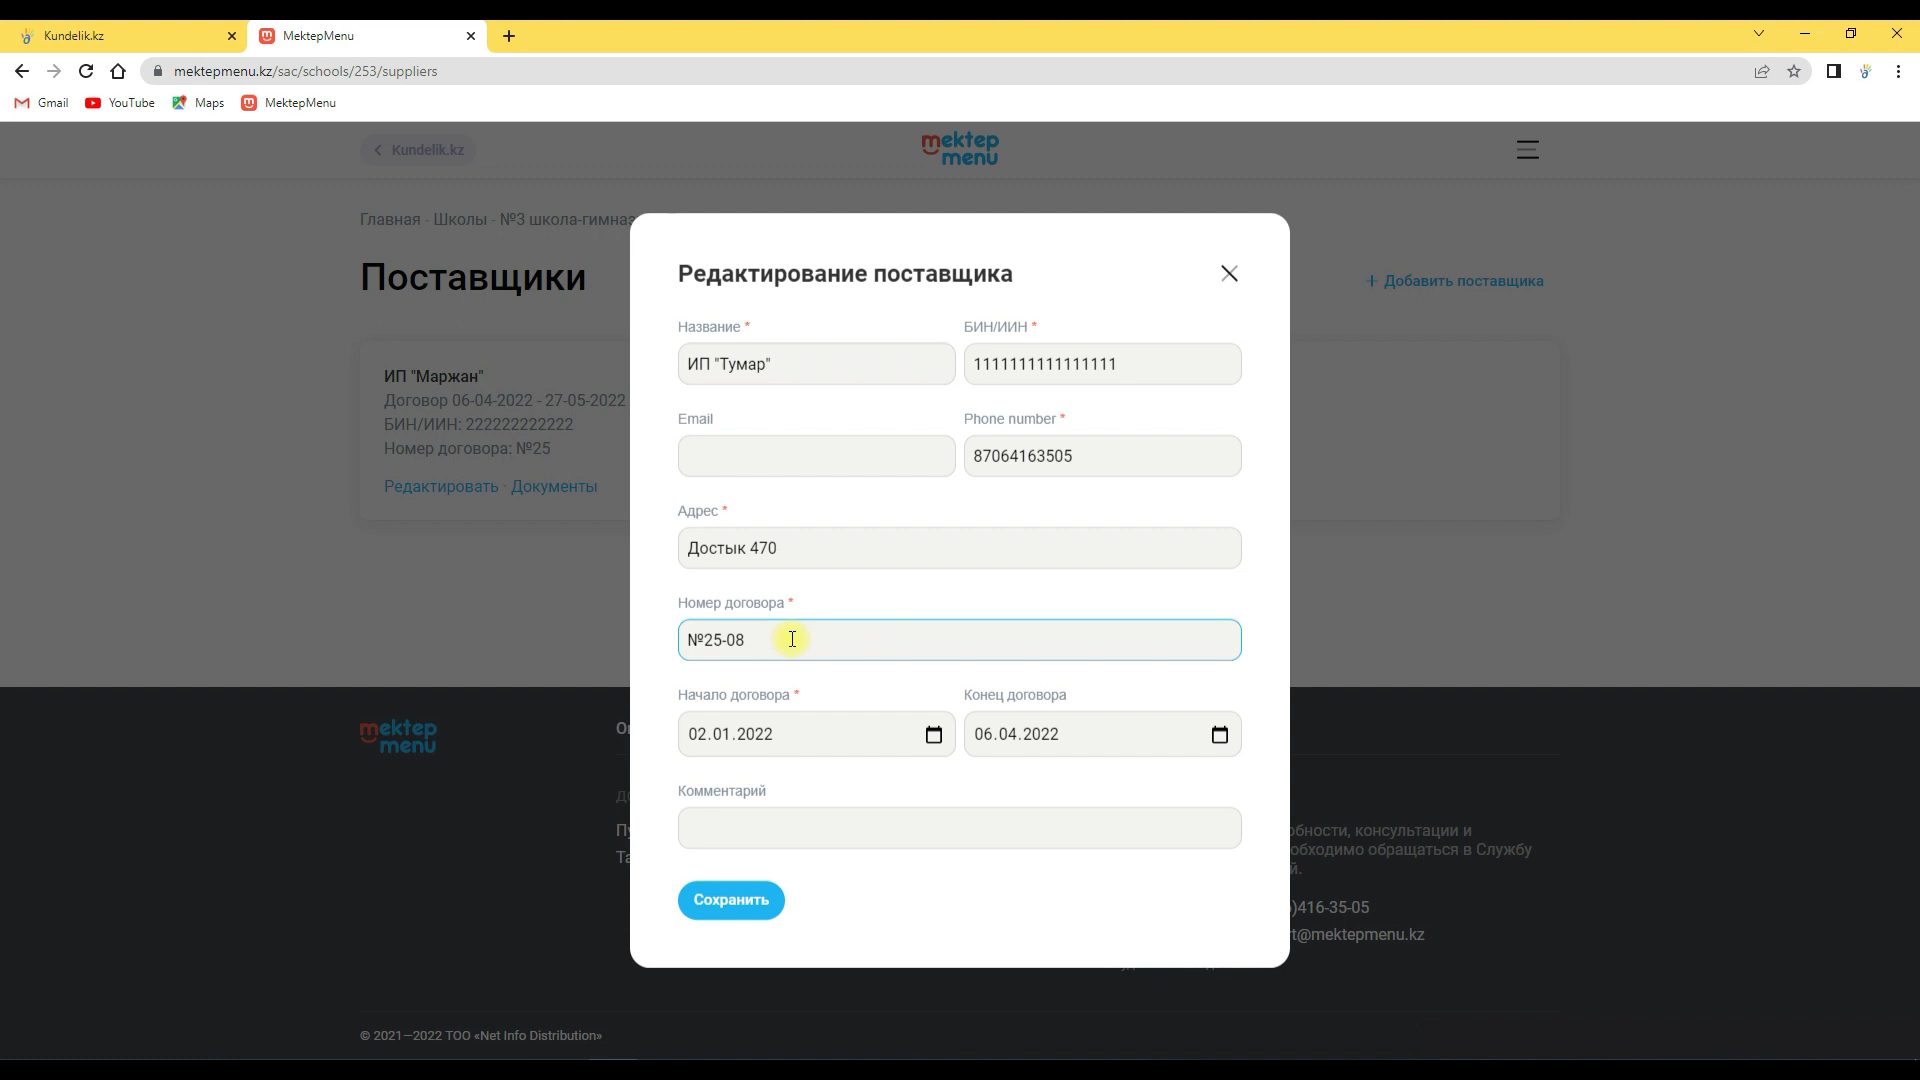 Kundelik.kz
MektepMenu
mektepmenu.kz/sac/schools/253/suppliers
Gmail
YouTube
Maps
MektepMenu
Kundelik.kz
mektep menu
Главная - Школы - №3 школа-
Поставщики
+ Добавить поставщика
ИП "Маржан"
Договор 06-04-2022 - 27-05-2022
БИН/ИИН: 222222222222
Номер договора: №25
Редактировать · Документы
Редактирование поставщика
Название *
БИН/ИИН *
ИП "Тумар"
1111111111111111
Email
Phone number *
87064163505
Адрес *
Достык 470
Номер договора *
№25-08
Начало договора *
Конец договора
02.01.2022
06.04.2022
Комментарий
Сохранить
mektep menu
консультации и
обращаться в Службу
)416-35-05
t@mektepmenu.kz
© 2021—2022 ТОО «Net Info Distribution»